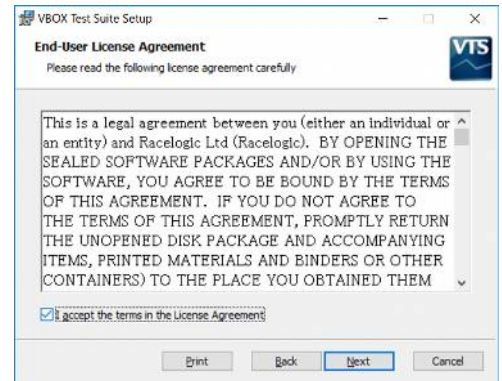 VBOX Test Suite Setup
End-User License Agreement
Please read the following license agreement carefully
VTS
This is a legal agreement between you (either an individual or
an entity) and Racelogic Ltd (Racelogic).  BY OPENING THE
SEALED SOFTWARE PACKAGES AND/OR BY USING THE
SOFTWARE, YOU AGREE TO BE BOUND BY THE TERMS
OF THIS AGREEMENT.  IF YOU DO NOT AGREE TO
THE TERMS OF THIS AGREEMENT, PROMPTLY RETURN
THE UNOPENED DISK PACKAGE AND ACCOMPANYING
ITEMS, PRINTED MATERIALS AND BINDERS OR OTHER
CONTAINERS) TO THE PLACE YOU OBTAINED THEM
I accept the terms in the License Agreement
Print Back Next Cancel